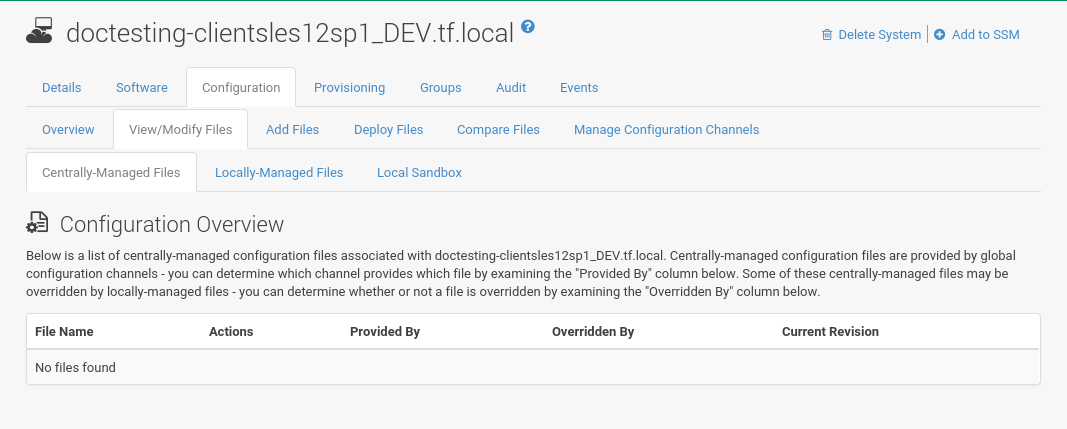 doctesting-clientsles12sp1_DEV.tf.local ?
Delete System Add to SSM
Details Software Configuration Provisioning Groups Audit Events
Overview View/Modify Files Add Files Deploy Files Compare Files Manage Configuration Channels
Centrally-Managed Files Locally-Managed Files Local Sandbox
Configuration Overview
Below is a list of centrally-managed configuration files associated with doctesting-clientsles12sp1_DEV.tf.local. Centrally-managed configuration files are provided by global
configuration channels - you can determine which channel provides which file by examining the "Provided By" column below. Some of these centrally-managed files may be
overridden by locally-managed files - you can determine whether or not a file is overridden by examining the "Overridden By" column below.
File Name Actions Provided By Overridden By Current Revision
No files found